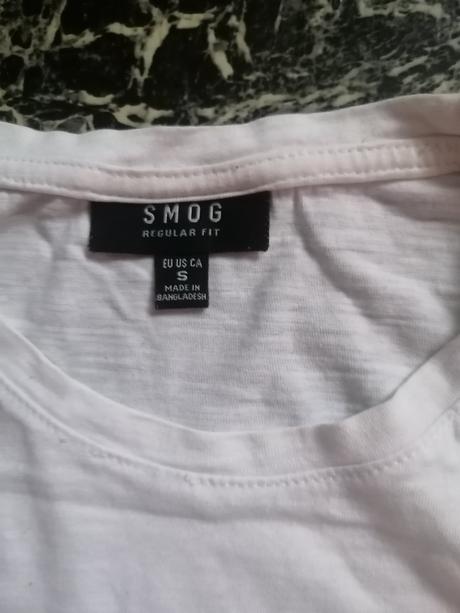 SMOG
REGULAR FIT
EU US CA
S
MADE IN
BANGLADESH